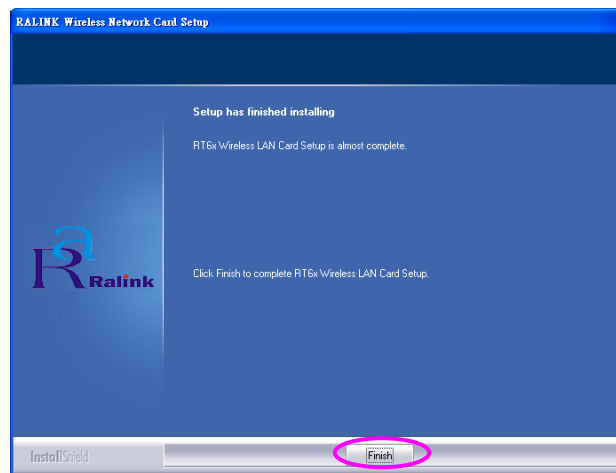 RALINK Wireless Network Card Setup
Setup has finished installing
RT6x Wireless LAN Card Setup is almost complete.
Ralink
Click Finish to complete RT6x Wireless LAN Card Setup.
InstallShield
Finish